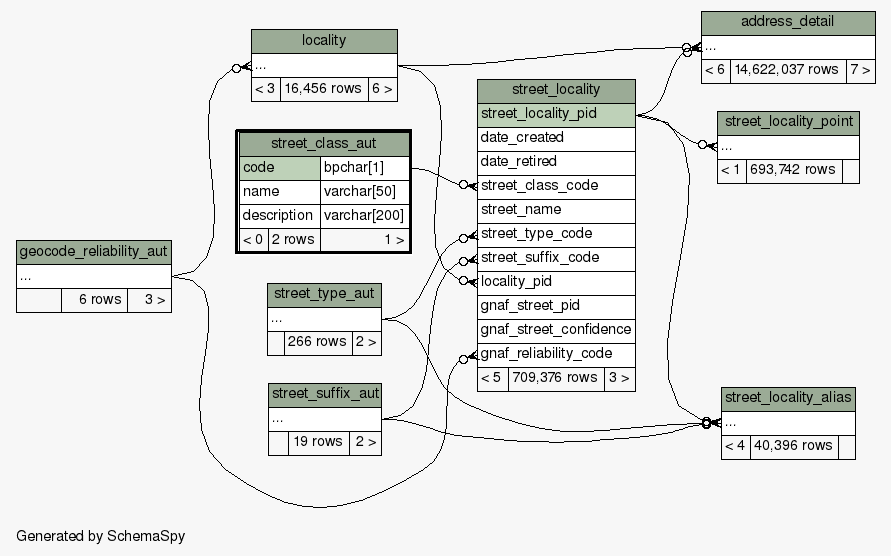 locality
...
< 3 16,456 rows 6 >
address_detail
...
< 6 14,622,037 rows 7 >
street_locality
street_locality_pid
date_created
date_retired
street_class_code
street_name
street_type_code
street_suffix_code
locality_pid
gnaf_street_pid
gnaf_street_confidence
gnaf_reliability_code
< 5 709,376 rows 3 >
street_locality_point
...
< 1 693,742 rows
street_class_aut
code bpchar[1]
name varchar[50]
description varchar[200]
< 0 2 rows 1 >
geocode_reliability_aut
...
6 rows 3 >
street_type_aut
...
266 rows 2 >
street_suffix_aut
...
19 rows 2 >
street_locality_alias
...
< 4 40,396 rows
Generated by SchemaSpy